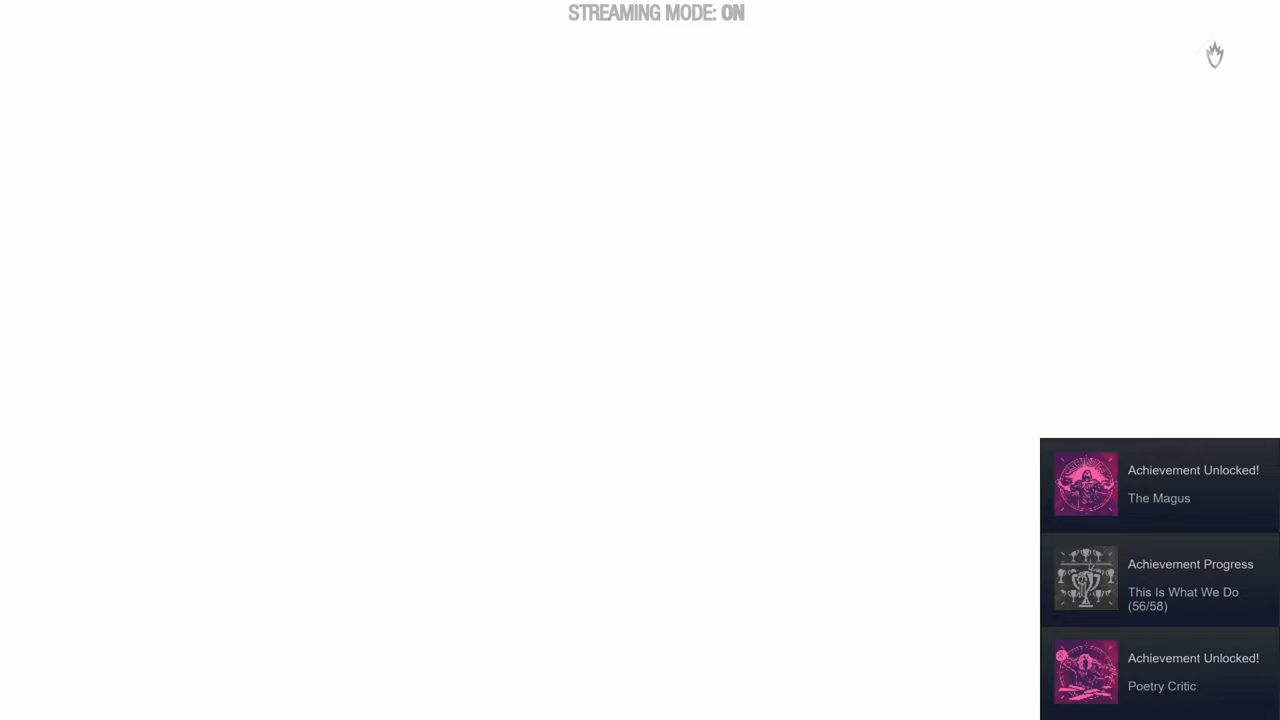 STREAMING MODE: ON
Achievement Unlocked!
The Magus
Achievement Progress
This Is What We Do
(56/58)
Achievement Unlocked!
Poetry Critic